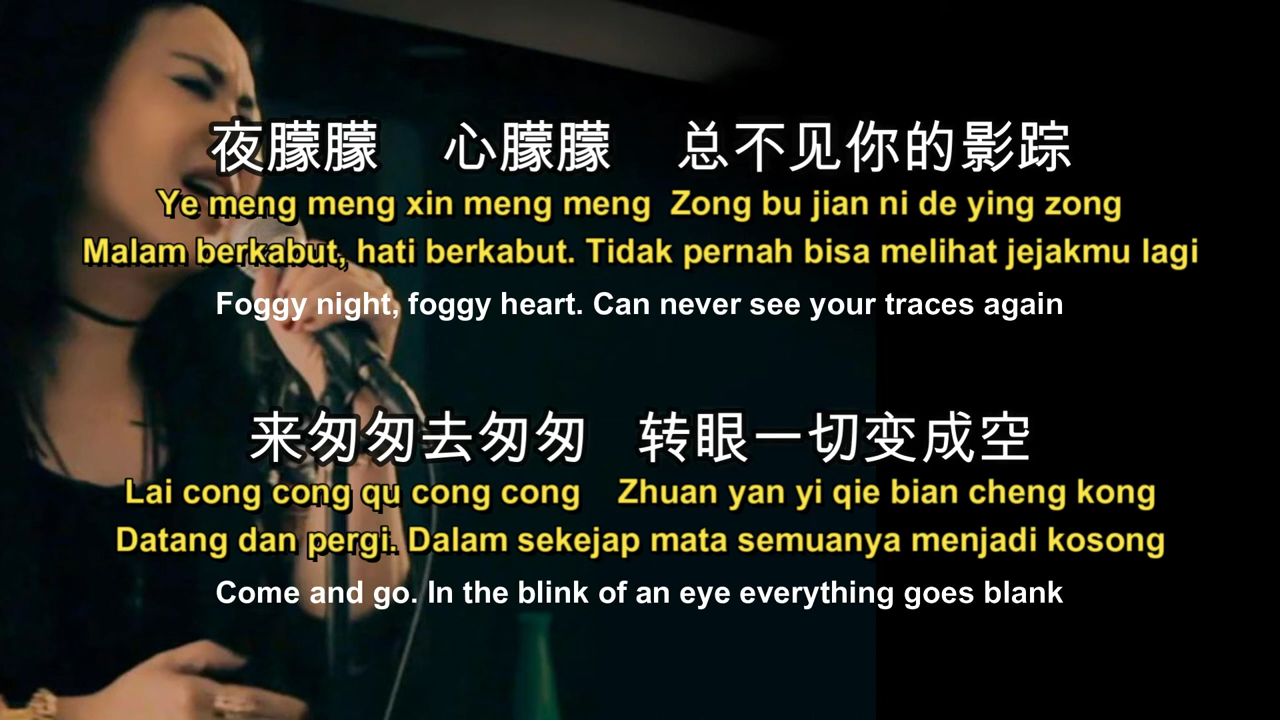 夜朦朦 心朦朦 总不见你的影踪
Ye meng meng xin meng meng Zong bu jian ni de ying zong
Malam berkabut, hati berkabut. Tidak pernah bisa melihat jejakmu lagi
Foggy night, foggy heart. Can never see your traces again
来匆匆去匆匆 转眼一切变成空
Lai cong cong qu cong cong Zhuan yan yi qie bian cheng kong
Datang dan pergi. Dalam sekejap mata semuanya menjadi kosong
Come and go. In the blink of an eye everything goes blank